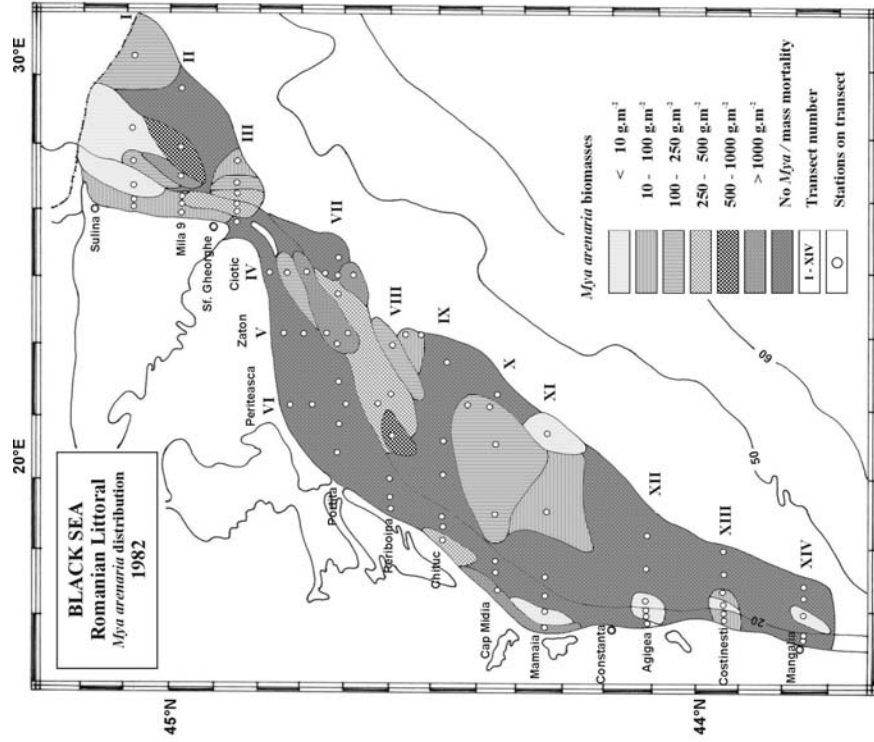 BLACK SEA
Romanian Littoral
Mya arenaria distribution
1982
20°E
30°E
45°N
44°N
Sulina
Mila 9
Sf. Gheorghe
Ciotic
Zaton
Periteasca
Portita
Periboina
Chituc
Cap Midia
Mamaia
Constanta
Agigea
Costinesti
Mangalia
I
II
III
IV
V
VI
VII
VIII
IX
X
XI
XII
XIII
XIV
20
50
60
Mya arenaria biomasses
< 10 g.m-2
10 - 100 g.m-2
100 - 250 g.m-2
250 - 500 g.m-2
500 - 1000 g.m-2
> 1000 g.m-2
No Mya / mass mortality
I - XIV Transect number
Stations on transect